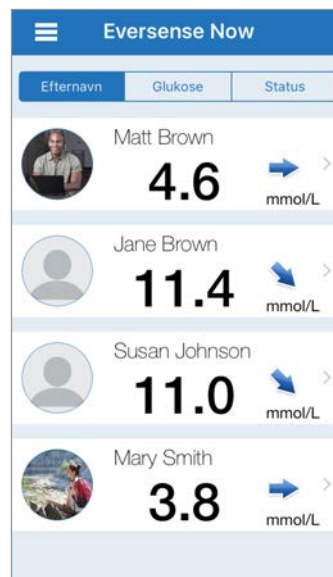 Eversense Now
Efternavn Glukose Status
Matt Brown
4.6
mmol/L
Jane Brown
11.4
mmol/L
Susan Johnson
11.0
mmol/L
Mary Smith
3.8
mmol/L